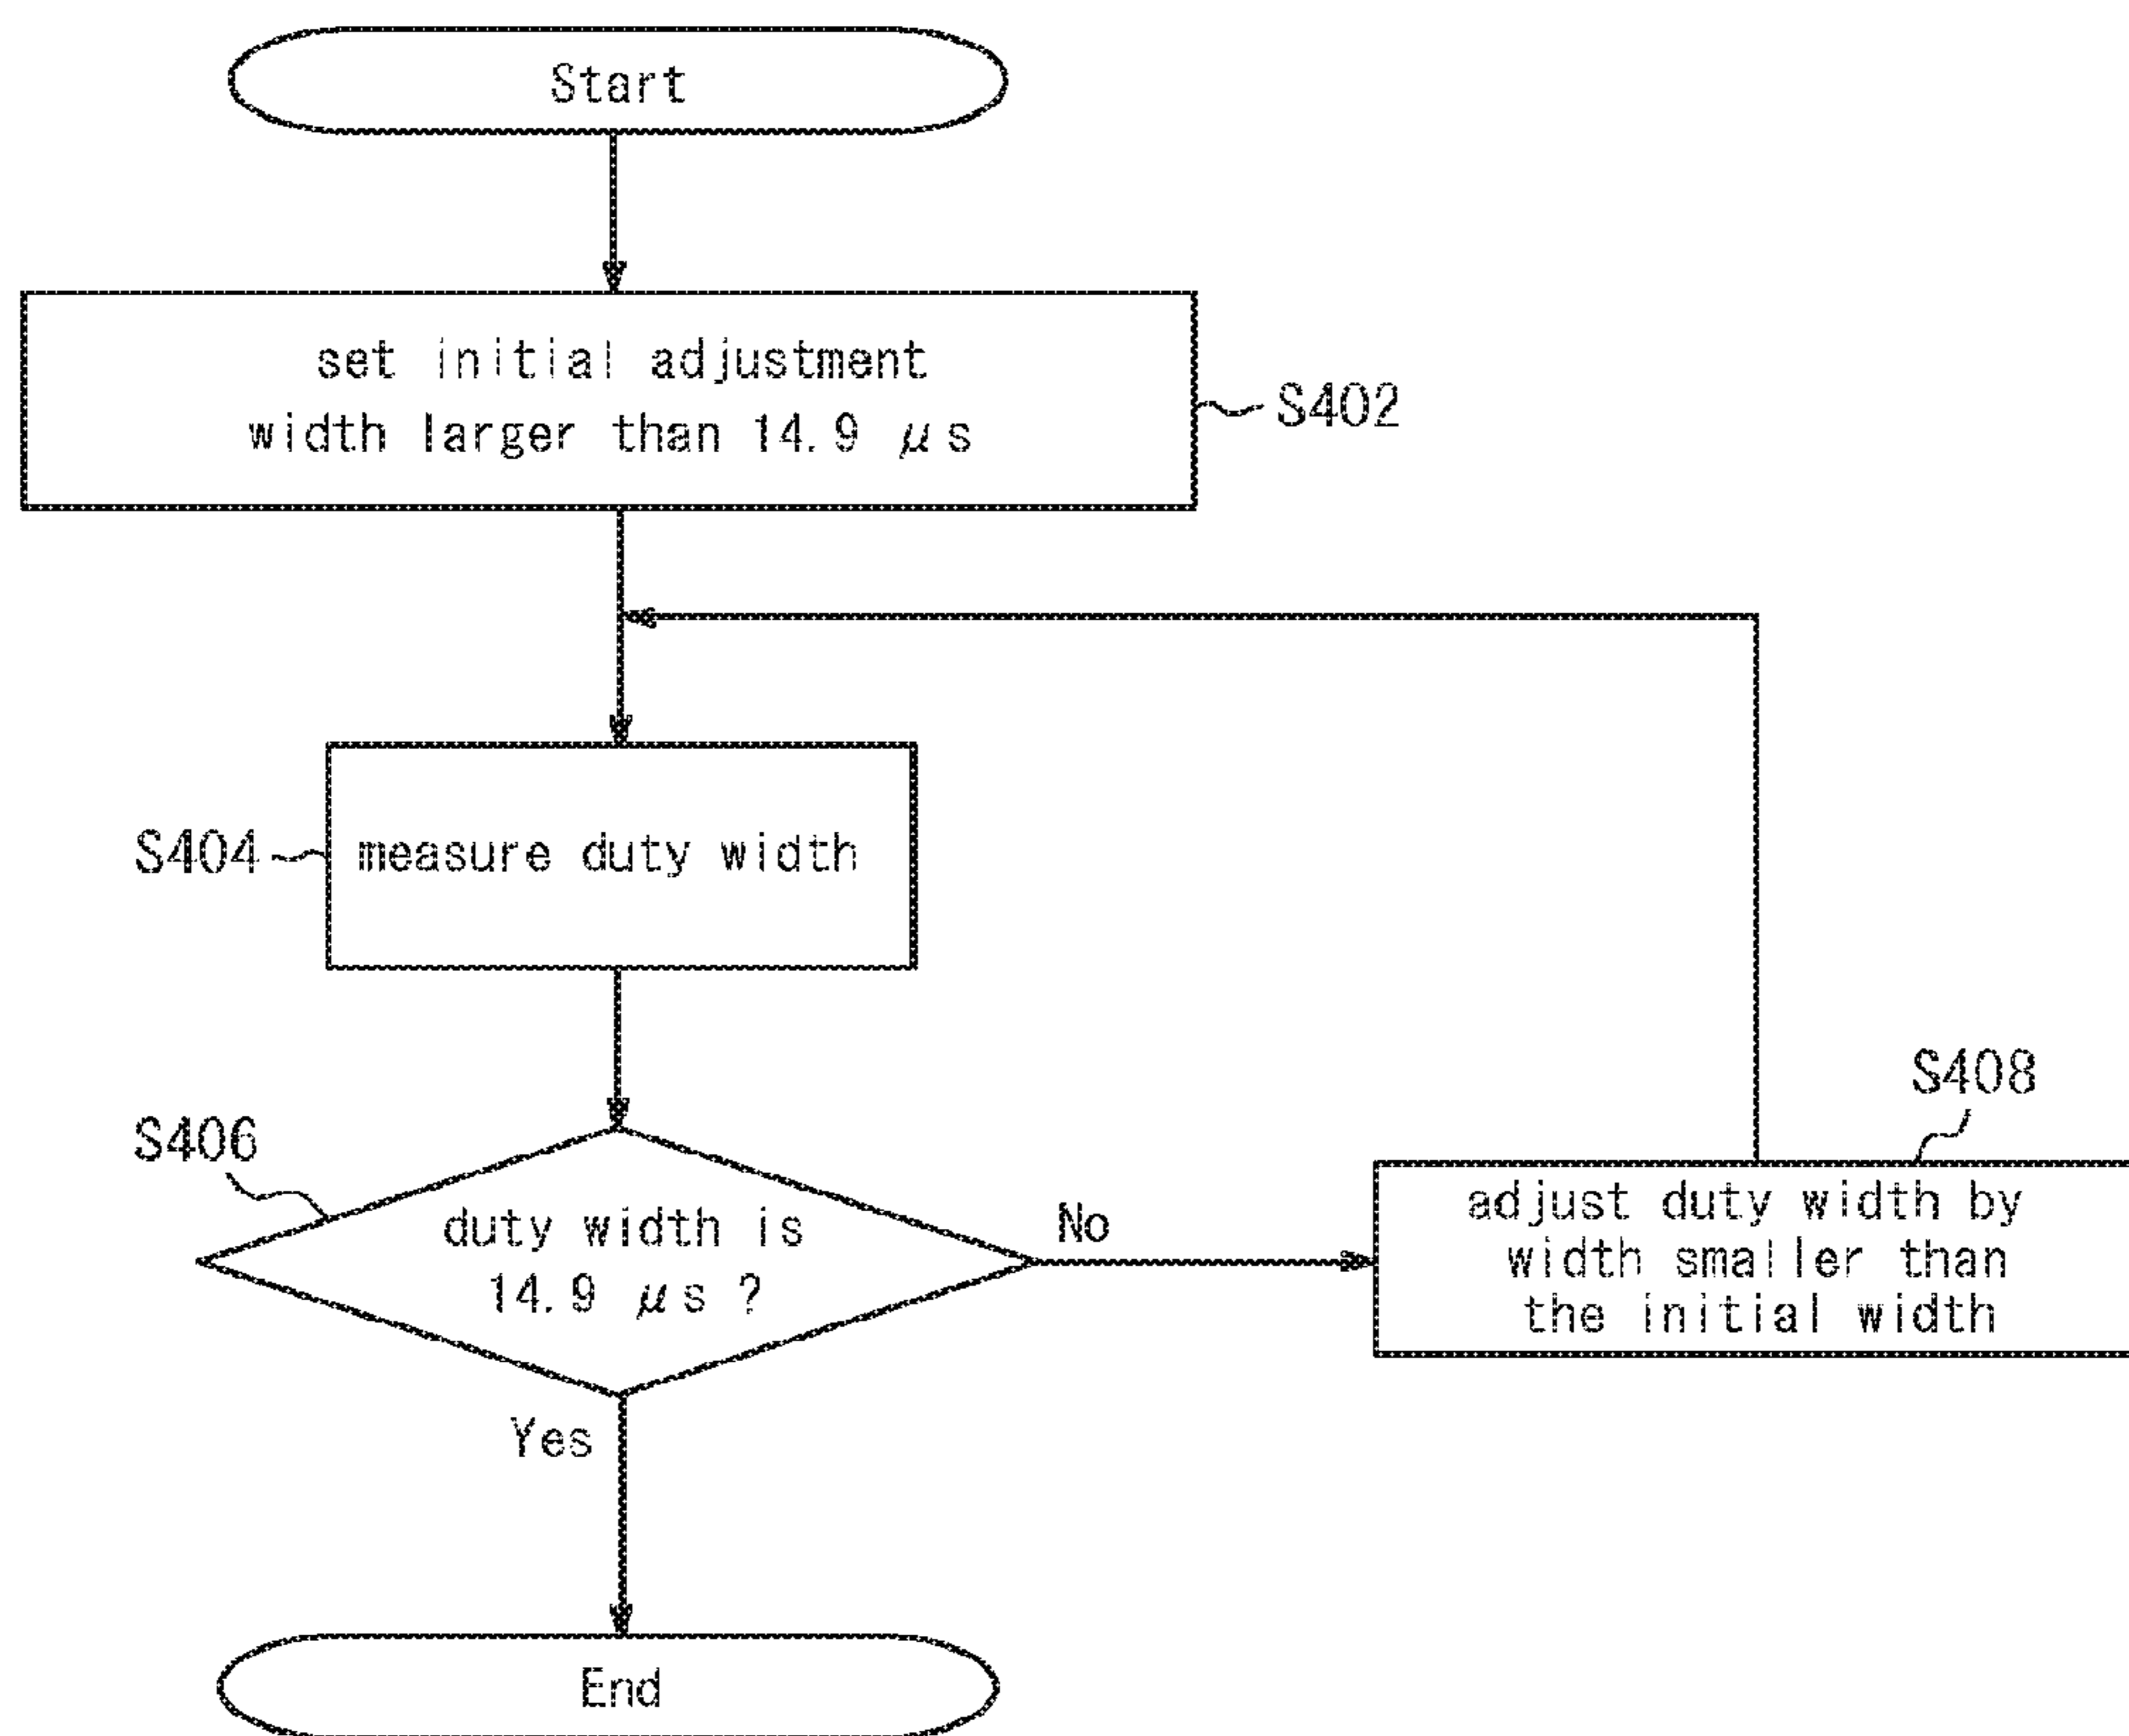 Start
set initial adjustment
width larger than 14.9 μs
S402
S404
measure duty width
S406
duty width is
14.9 μs ?
No
S408
adjust duty width by
width smaller than
the initial width
Yes
End